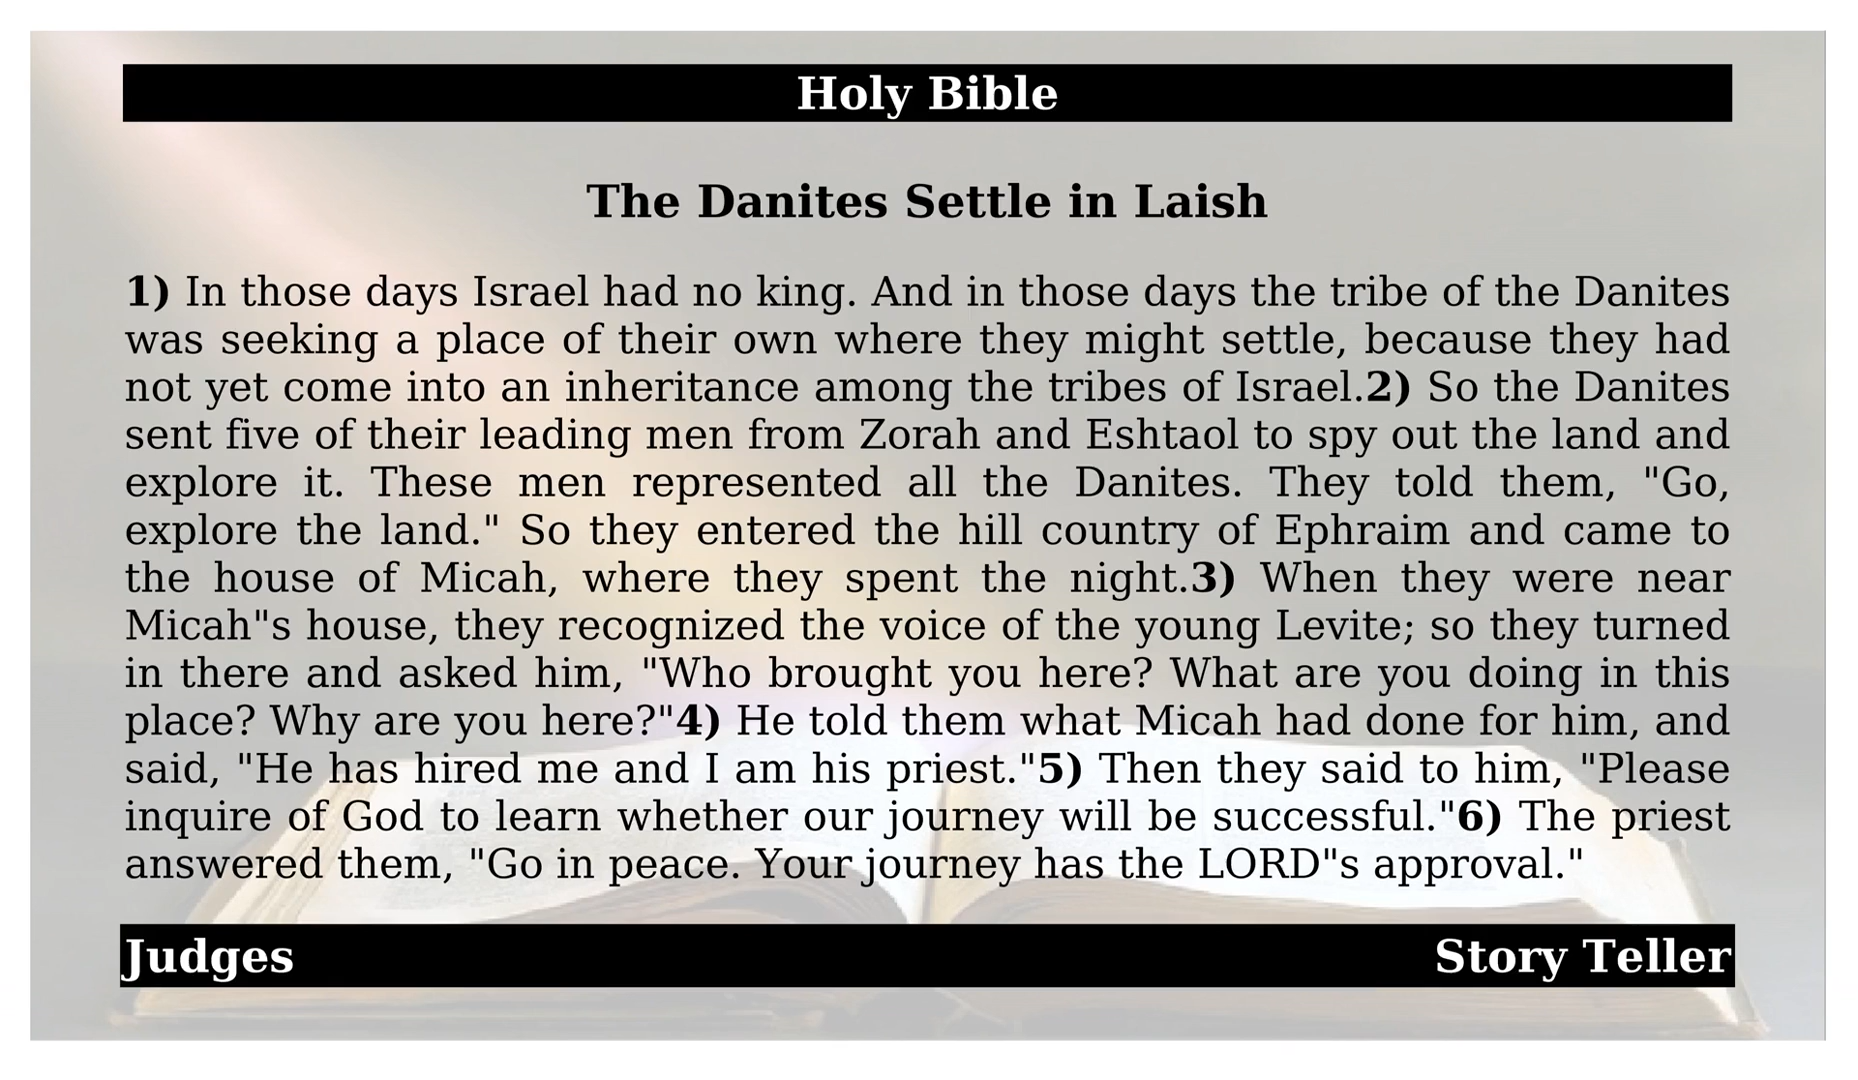 Holy Bible
The Danites Settle in Laish
1) In those days Israel had no king. And in those days the tribe of the Danites
was seeking a place of their own where they might settle, because they had
not yet come into an inheritance among the tribes of Israel.2) So the Danites
sent five of their leading men from Zorah and Eshtaol to spy out the land and
explore it. These men represented all the Danites. They told them, "Go,
explore the land." So they entered the hill country of Ephraim and came to
the house of Micah, where they spent the night.3) When they were near
Micah"s house, they recognized the voice of the young Levite; so they turned
in there and asked him, "Who brought you here? What are you doing in this
place? Why are you here?"4) He told them what Micah had done for him, and
said, "He has hired me and I am his priest."5) Then they said to him, "Please
inquire of God to learn whether our journey will be successful."6) The priest
answered them, "Go in peace. Your journey has the LORD"s approval."
Judges
Story Teller